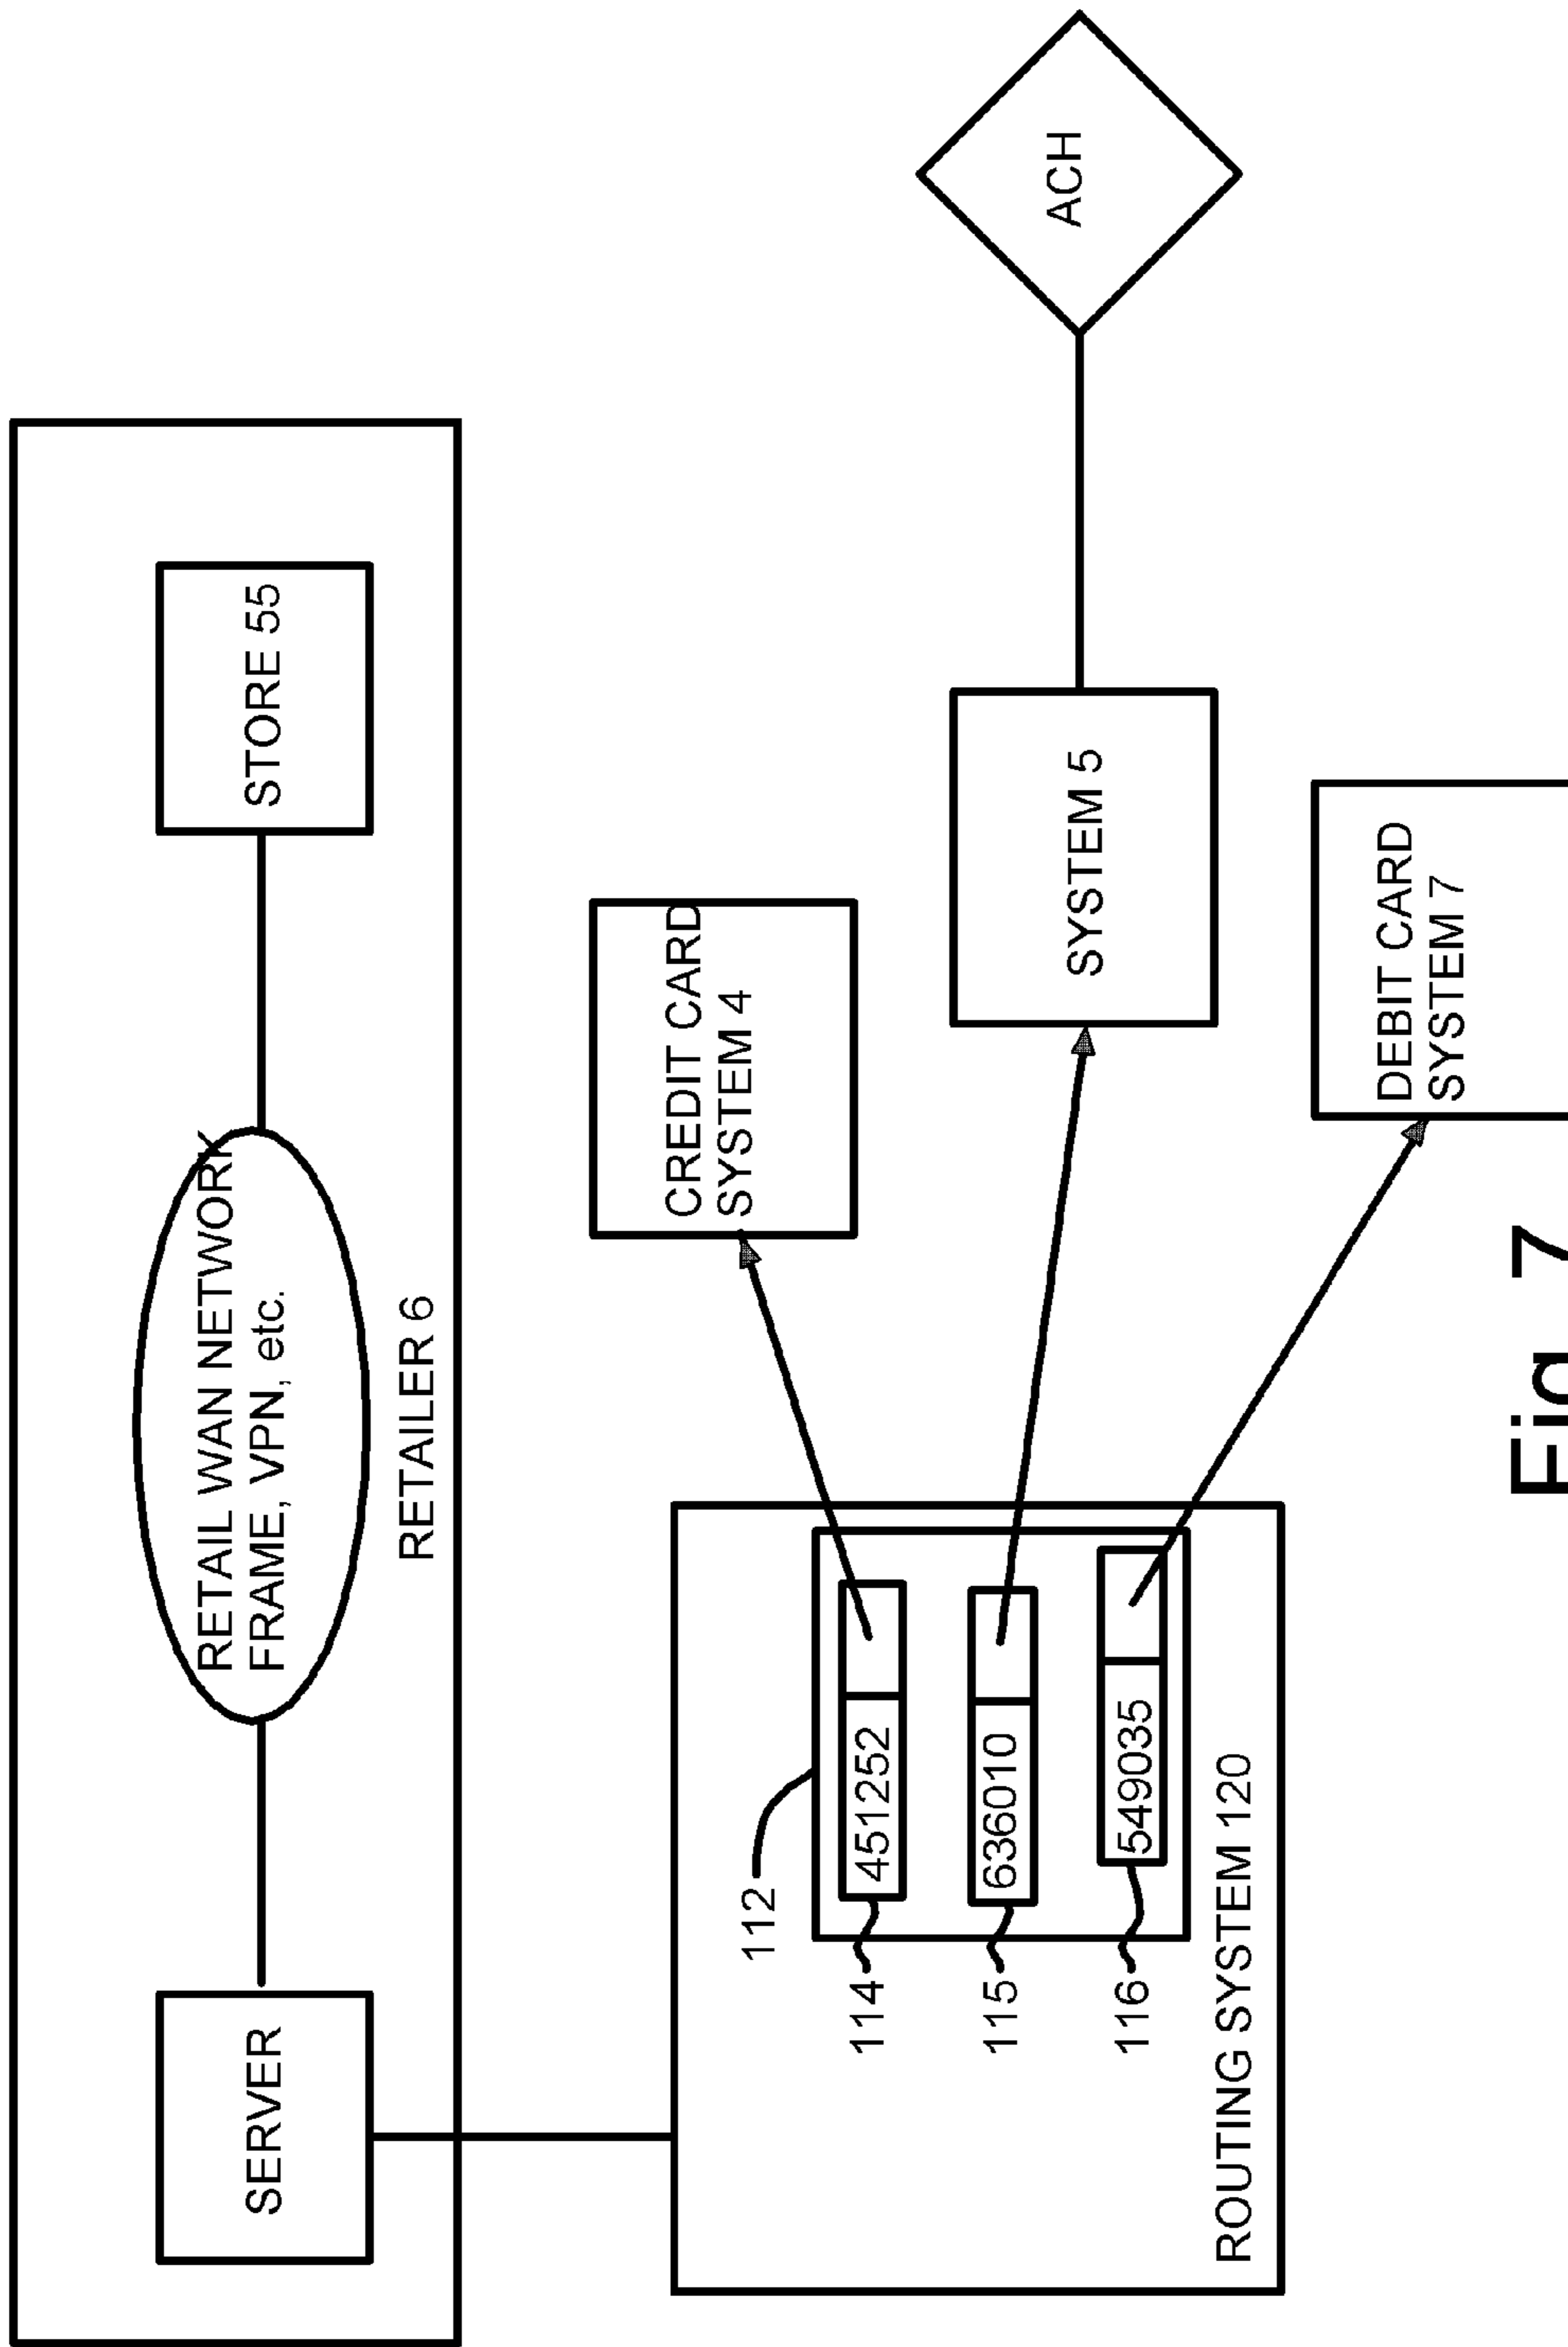 SERVER
RETAIL WAN NETWORK
FRAME, VPN, etc.
STORE 55
RETAILER 6
CREDIT CARD
SYSTEM 4
112
114
451252
115
636010
116
549035
ROUTING SYSTEM 120
SYSTEM 5
ACH
DEBIT CARD
SYSTEM 7
Fig. 7